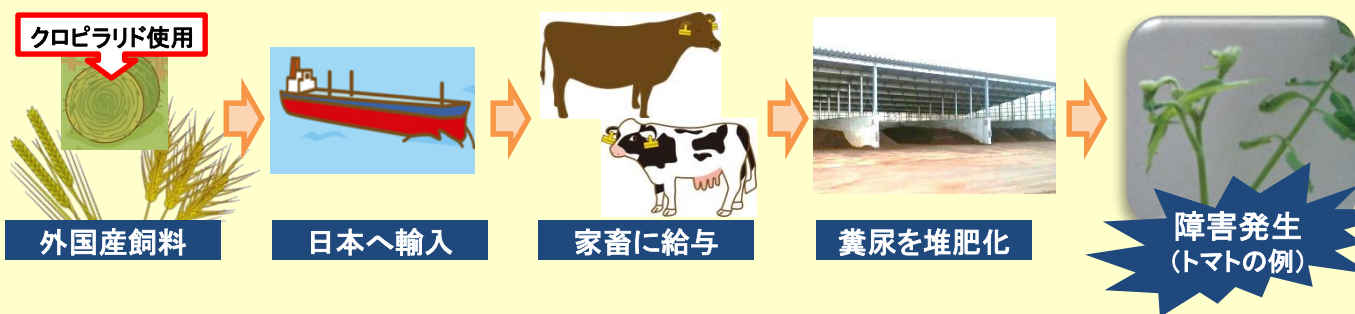 クロピラリド使用
外国産飼料
日本へ輸入
家畜に給与
糞尿を堆肥化
障害発生
(トマトの例)